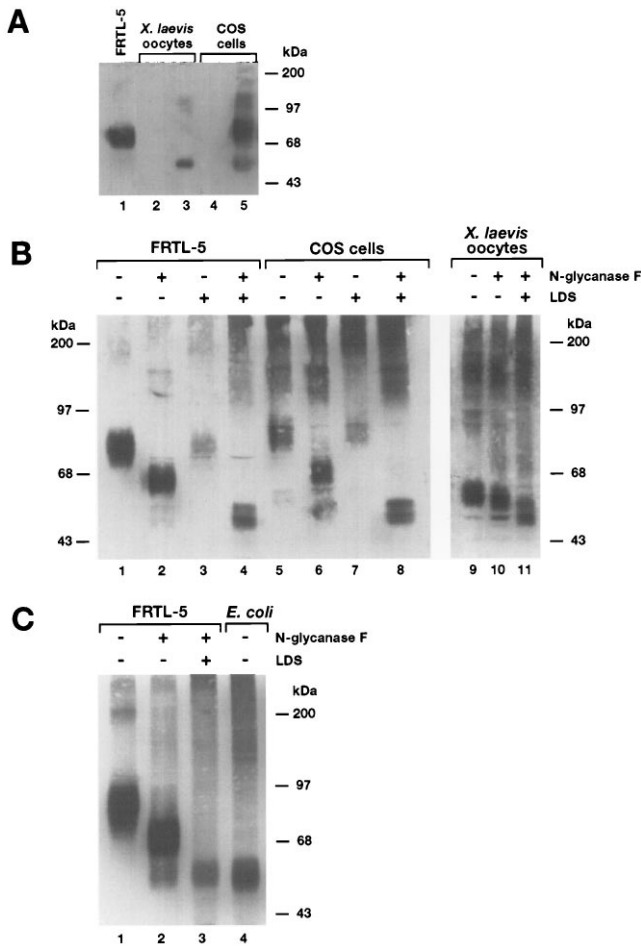 A
FRTL-5
X. laevis
oocytes
COS
cells
kDa
— 200
— 97
— 68
— 43
1 2 3 4 5
B
FRTL-5 COS cells X. laevis
oocytes
- + - + - + - + - + + N-glycanase F
- - + + - - + + - - + LDS
kDa kDa
200 — — 200
97 — — 97
68 — — 68
43 — — 43
1 2 3 4 5 6 7 8 9 10 11
C
FRTL-5 E. coli
- + + - N-glycanase F
- - + - LDS
kDa
— 200
— 97
— 68
— 43
1 2 3 4